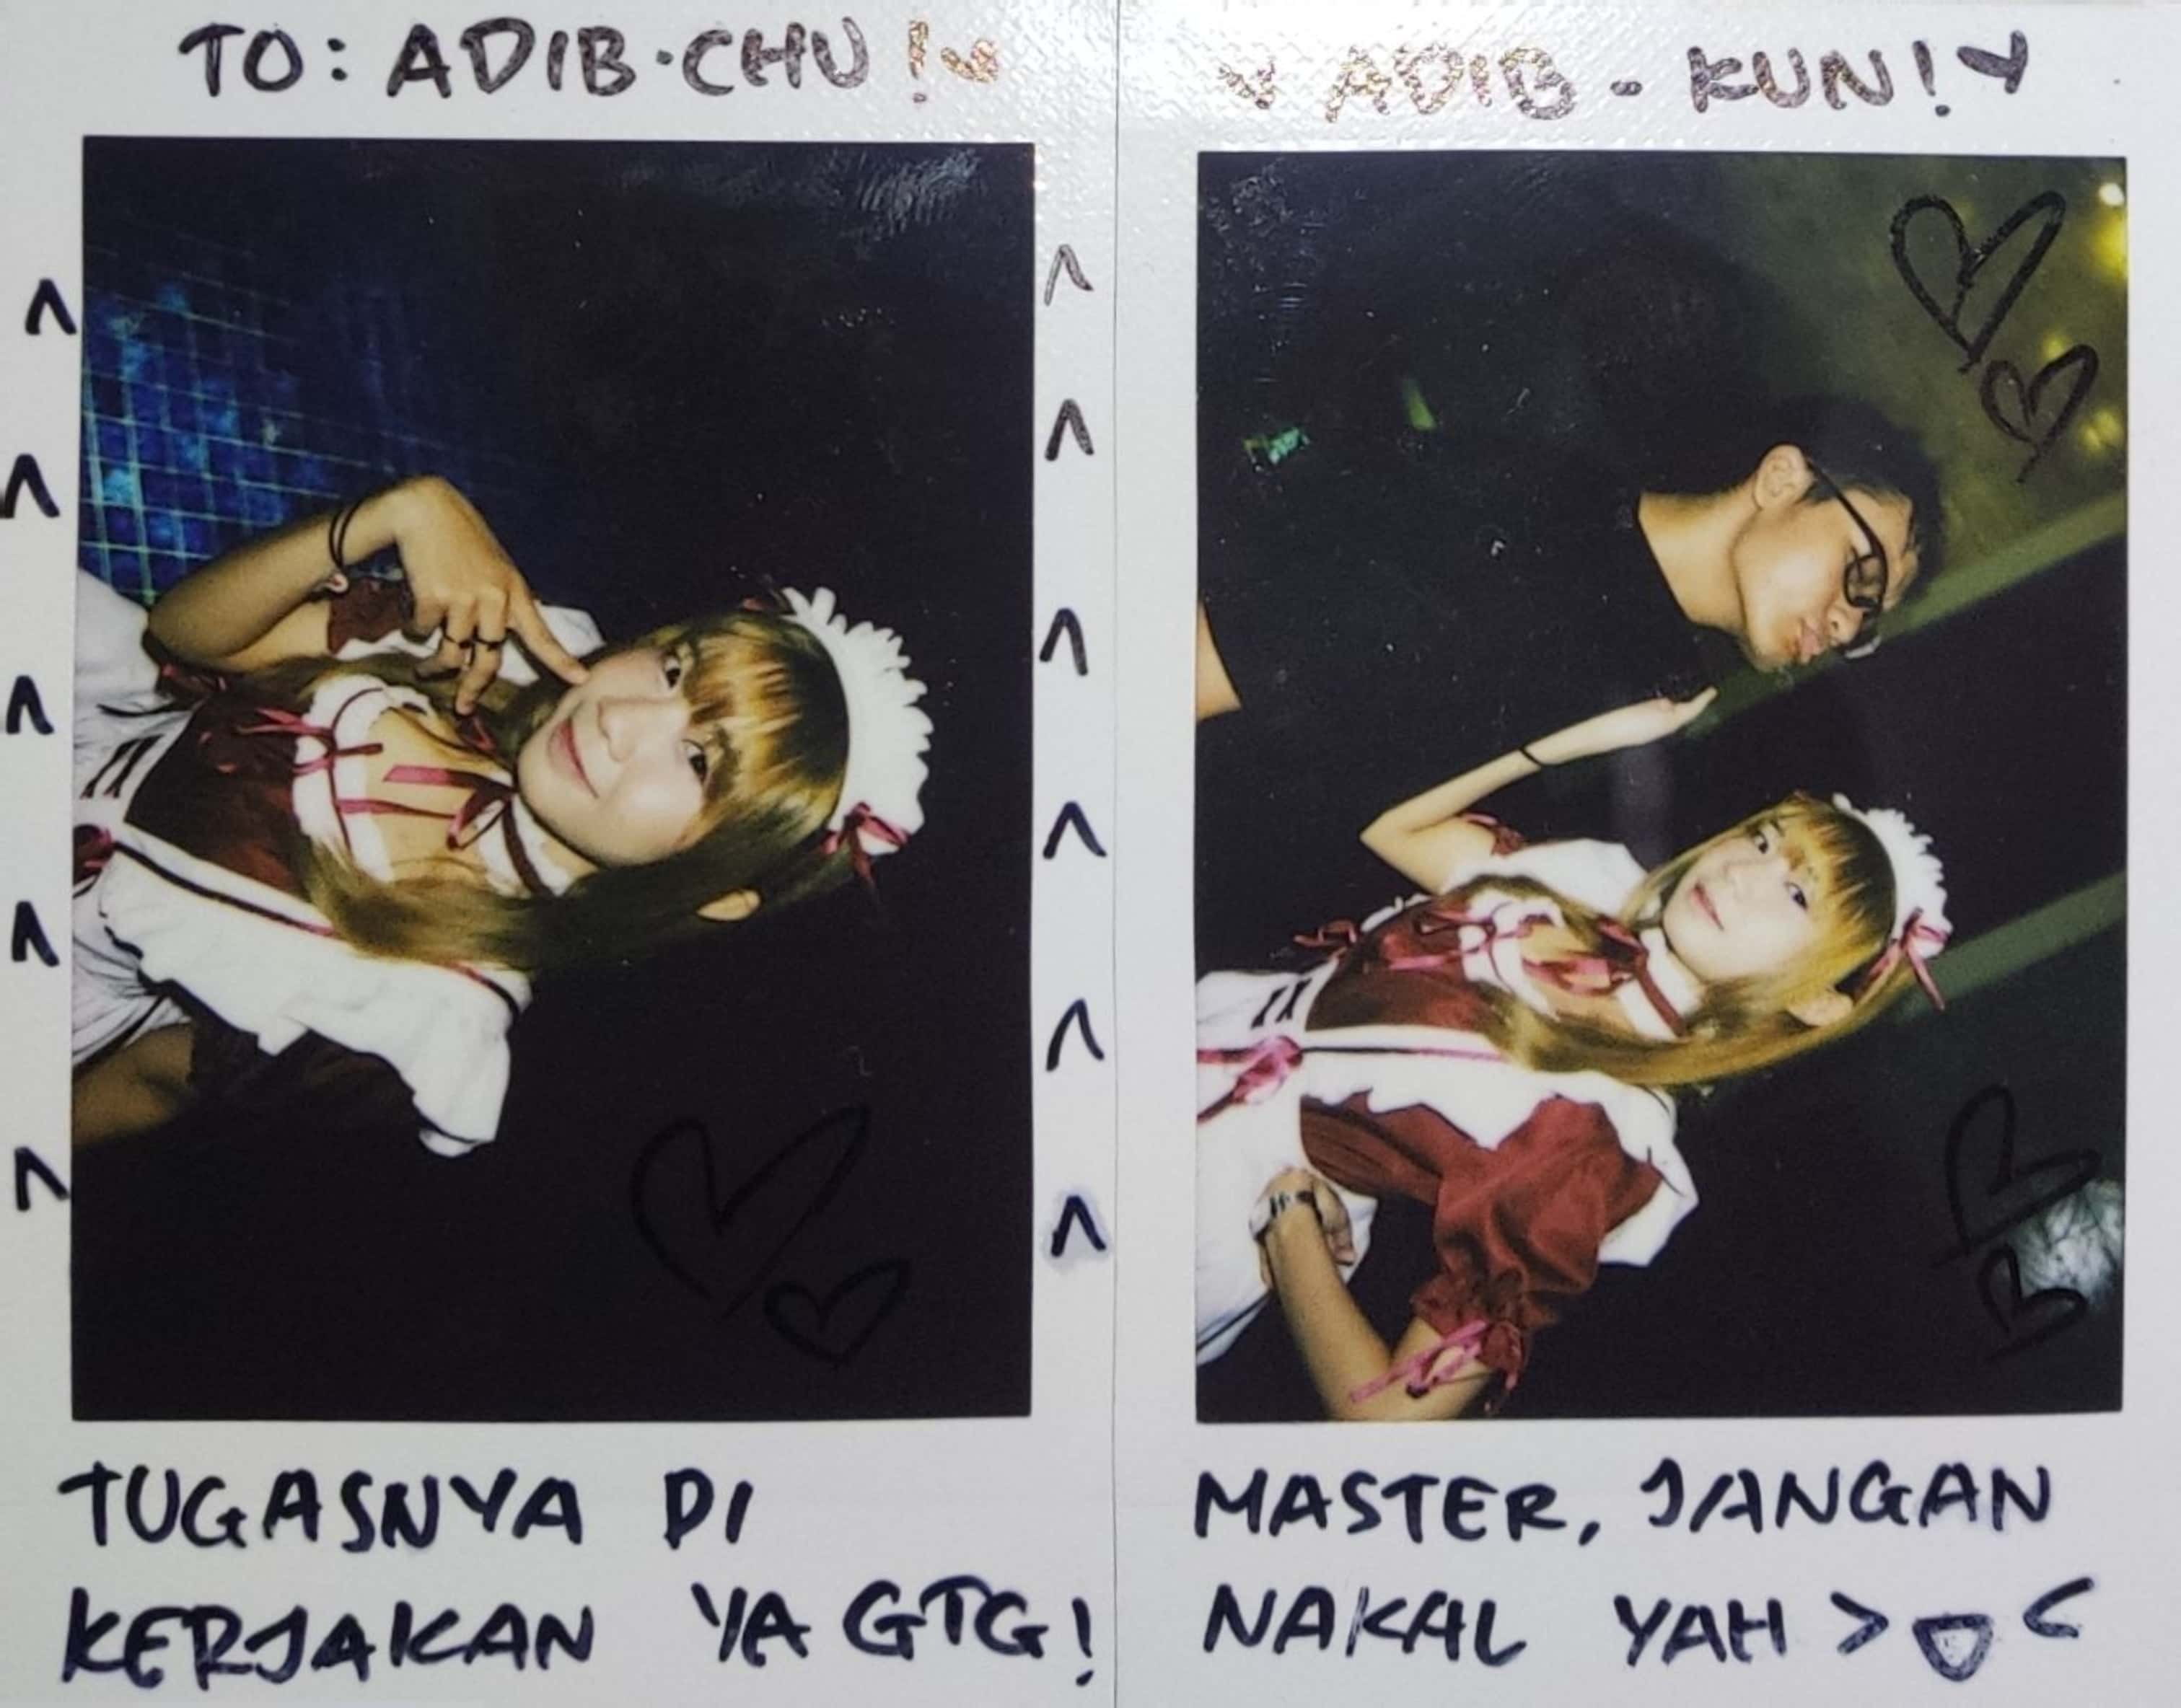 TO: ADIB·CHU!♥
TUGASNYA DI
KERJAKAN YA GTG!
♥ ADIB - KUN!♥
MASTER, JANGAN
NAKAL YAH >▽<